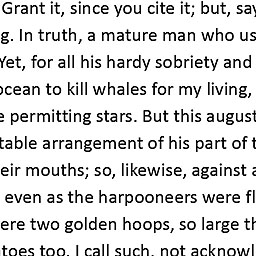 Grant it, since you cite it; but, say
g. In truth, a mature man who us
Yet, for all his hardy sobriety and
ocean to kill whales for my living,
e permitting stars. But this august
table arrangement of his part of t
eir mouths; so, likewise, against a
even as the harpooneers were fl
ere two golden hoops, so large th
toes too. I call such, not acknowl